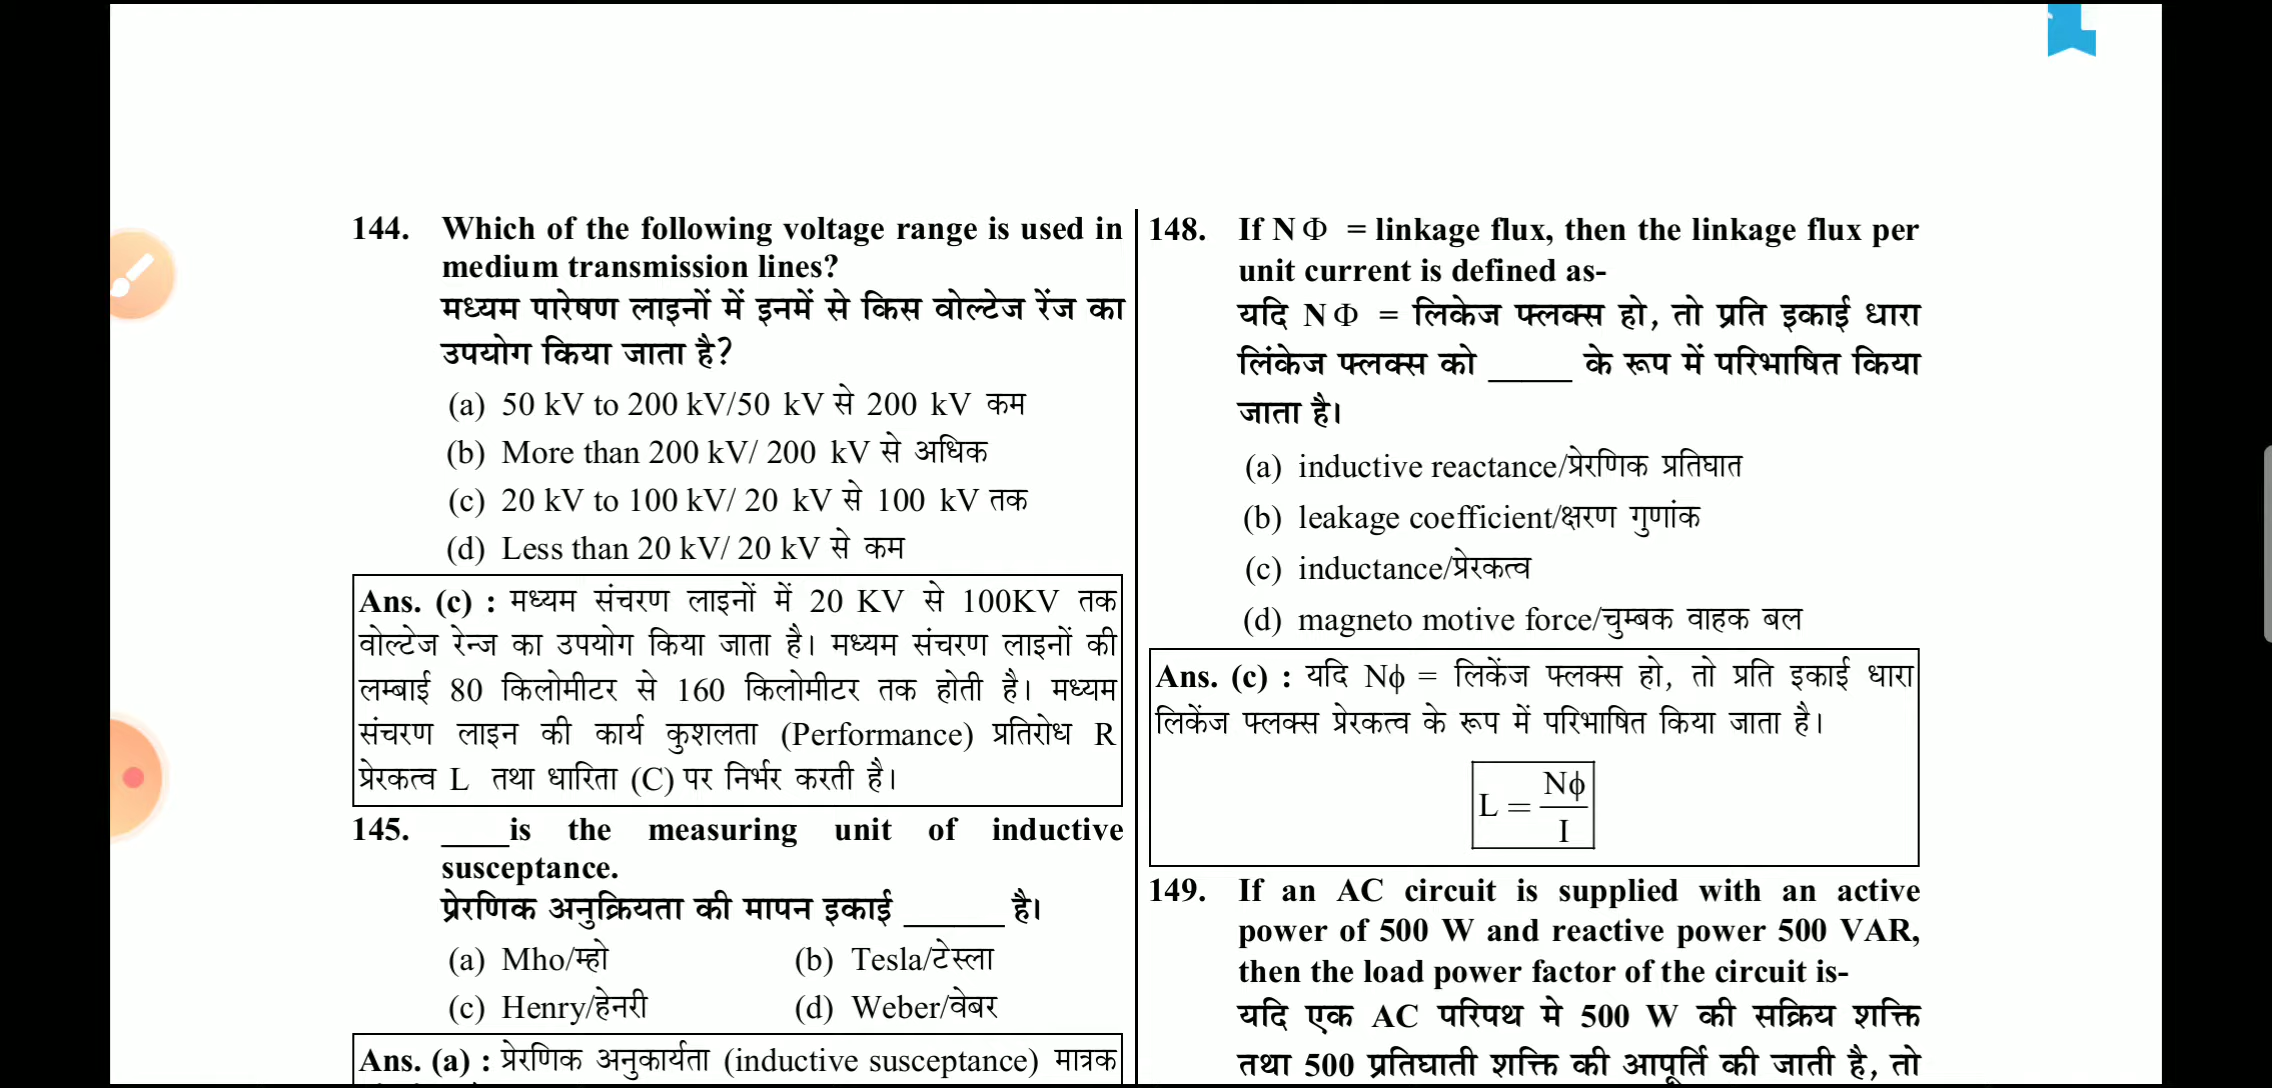 144. Which of the following voltage range is used in
medium transmission lines?
मध्यम पारेषण लाइनों में इनमें से किस वोल्टेज रेंज का
उपयोग किया जाता है?
(a) 50 kV to 200 kV/50 kV से 200 kV कम
(b) More than 200 kV/ 200 kV से अधिक
(c) 20 kV to 100 kV/ 20 kV से 100 kV तक
(d) Less than 20 kV/ 20 kV से कम
Ans. (c) : मध्यम संचरण लाइनों में 20 KV से 100KV तक
वोल्टेज रेन्ज का उपयोग किया जाता है। मध्यम संचरण लाइनों की
लम्बाई 80 किलोमीटर से 160 किलोमीटर तक होती है। मध्यम
संचरण लाइन की कार्य कुशलता (Performance) प्रतिरोध R
प्रेरकत्व L तथा धारिता (C) पर निर्भर करती है।
145. ____is the measuring unit of inductive
susceptance.
प्रेरणिक अनुक्रियता की मापन इकाई ______ है।
(a) Mho/म्हो (b) Tesla/टेस्ला
(c) Henry/हेनरी (d) Weber/वेबर
Ans. (a) : प्रेरणिक अनुकार्यता (inductive susceptance) मात्रक
148. If N Φ = linkage flux, then the linkage flux per
unit current is defined as-
यदि N Φ = लिकेज फ्लक्स हो, तो प्रति इकाई धारा
लिंकेज फ्लक्स को _____ के रूप में परिभाषित किया
जाता है।
(a) inductive reactance/प्रेरणिक प्रतिघात
(b) leakage coefficient/क्षरण गुणांक
(c) inductance/प्रेरकत्व
(d) magneto motive force/चुम्बक वाहक बल
Ans. (c) : यदि Nϕ = लिकेंज फ्लक्स हो, तो प्रति इकाई धारा
लिकेंज फ्लक्स प्रेरकत्व के रूप में परिभाषित किया जाता है।
L = Nϕ
I
149. If an AC circuit is supplied with an active
power of 500 W and reactive power 500 VAR,
then the load power factor of the circuit is-
यदि एक AC परिपथ मे 500 W की सक्रिय शक्ति
तथा 500 प्रतिघाती शक्ति की आपूर्ति की जाती है, तो